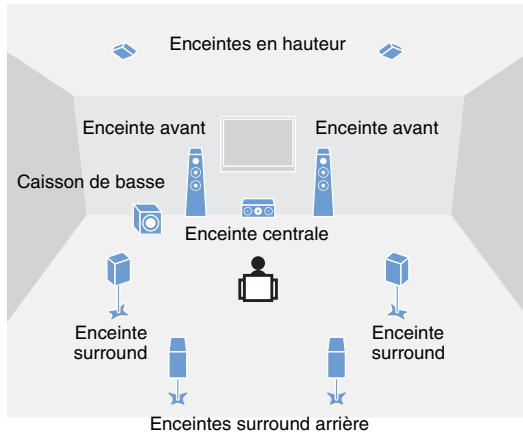 Enceintes en hauteur
Enceinte avant
Enceinte avant
Caisson de basse
Enceinte centrale
Enceinte
surround
Enceinte
surround
Enceintes surround arrière